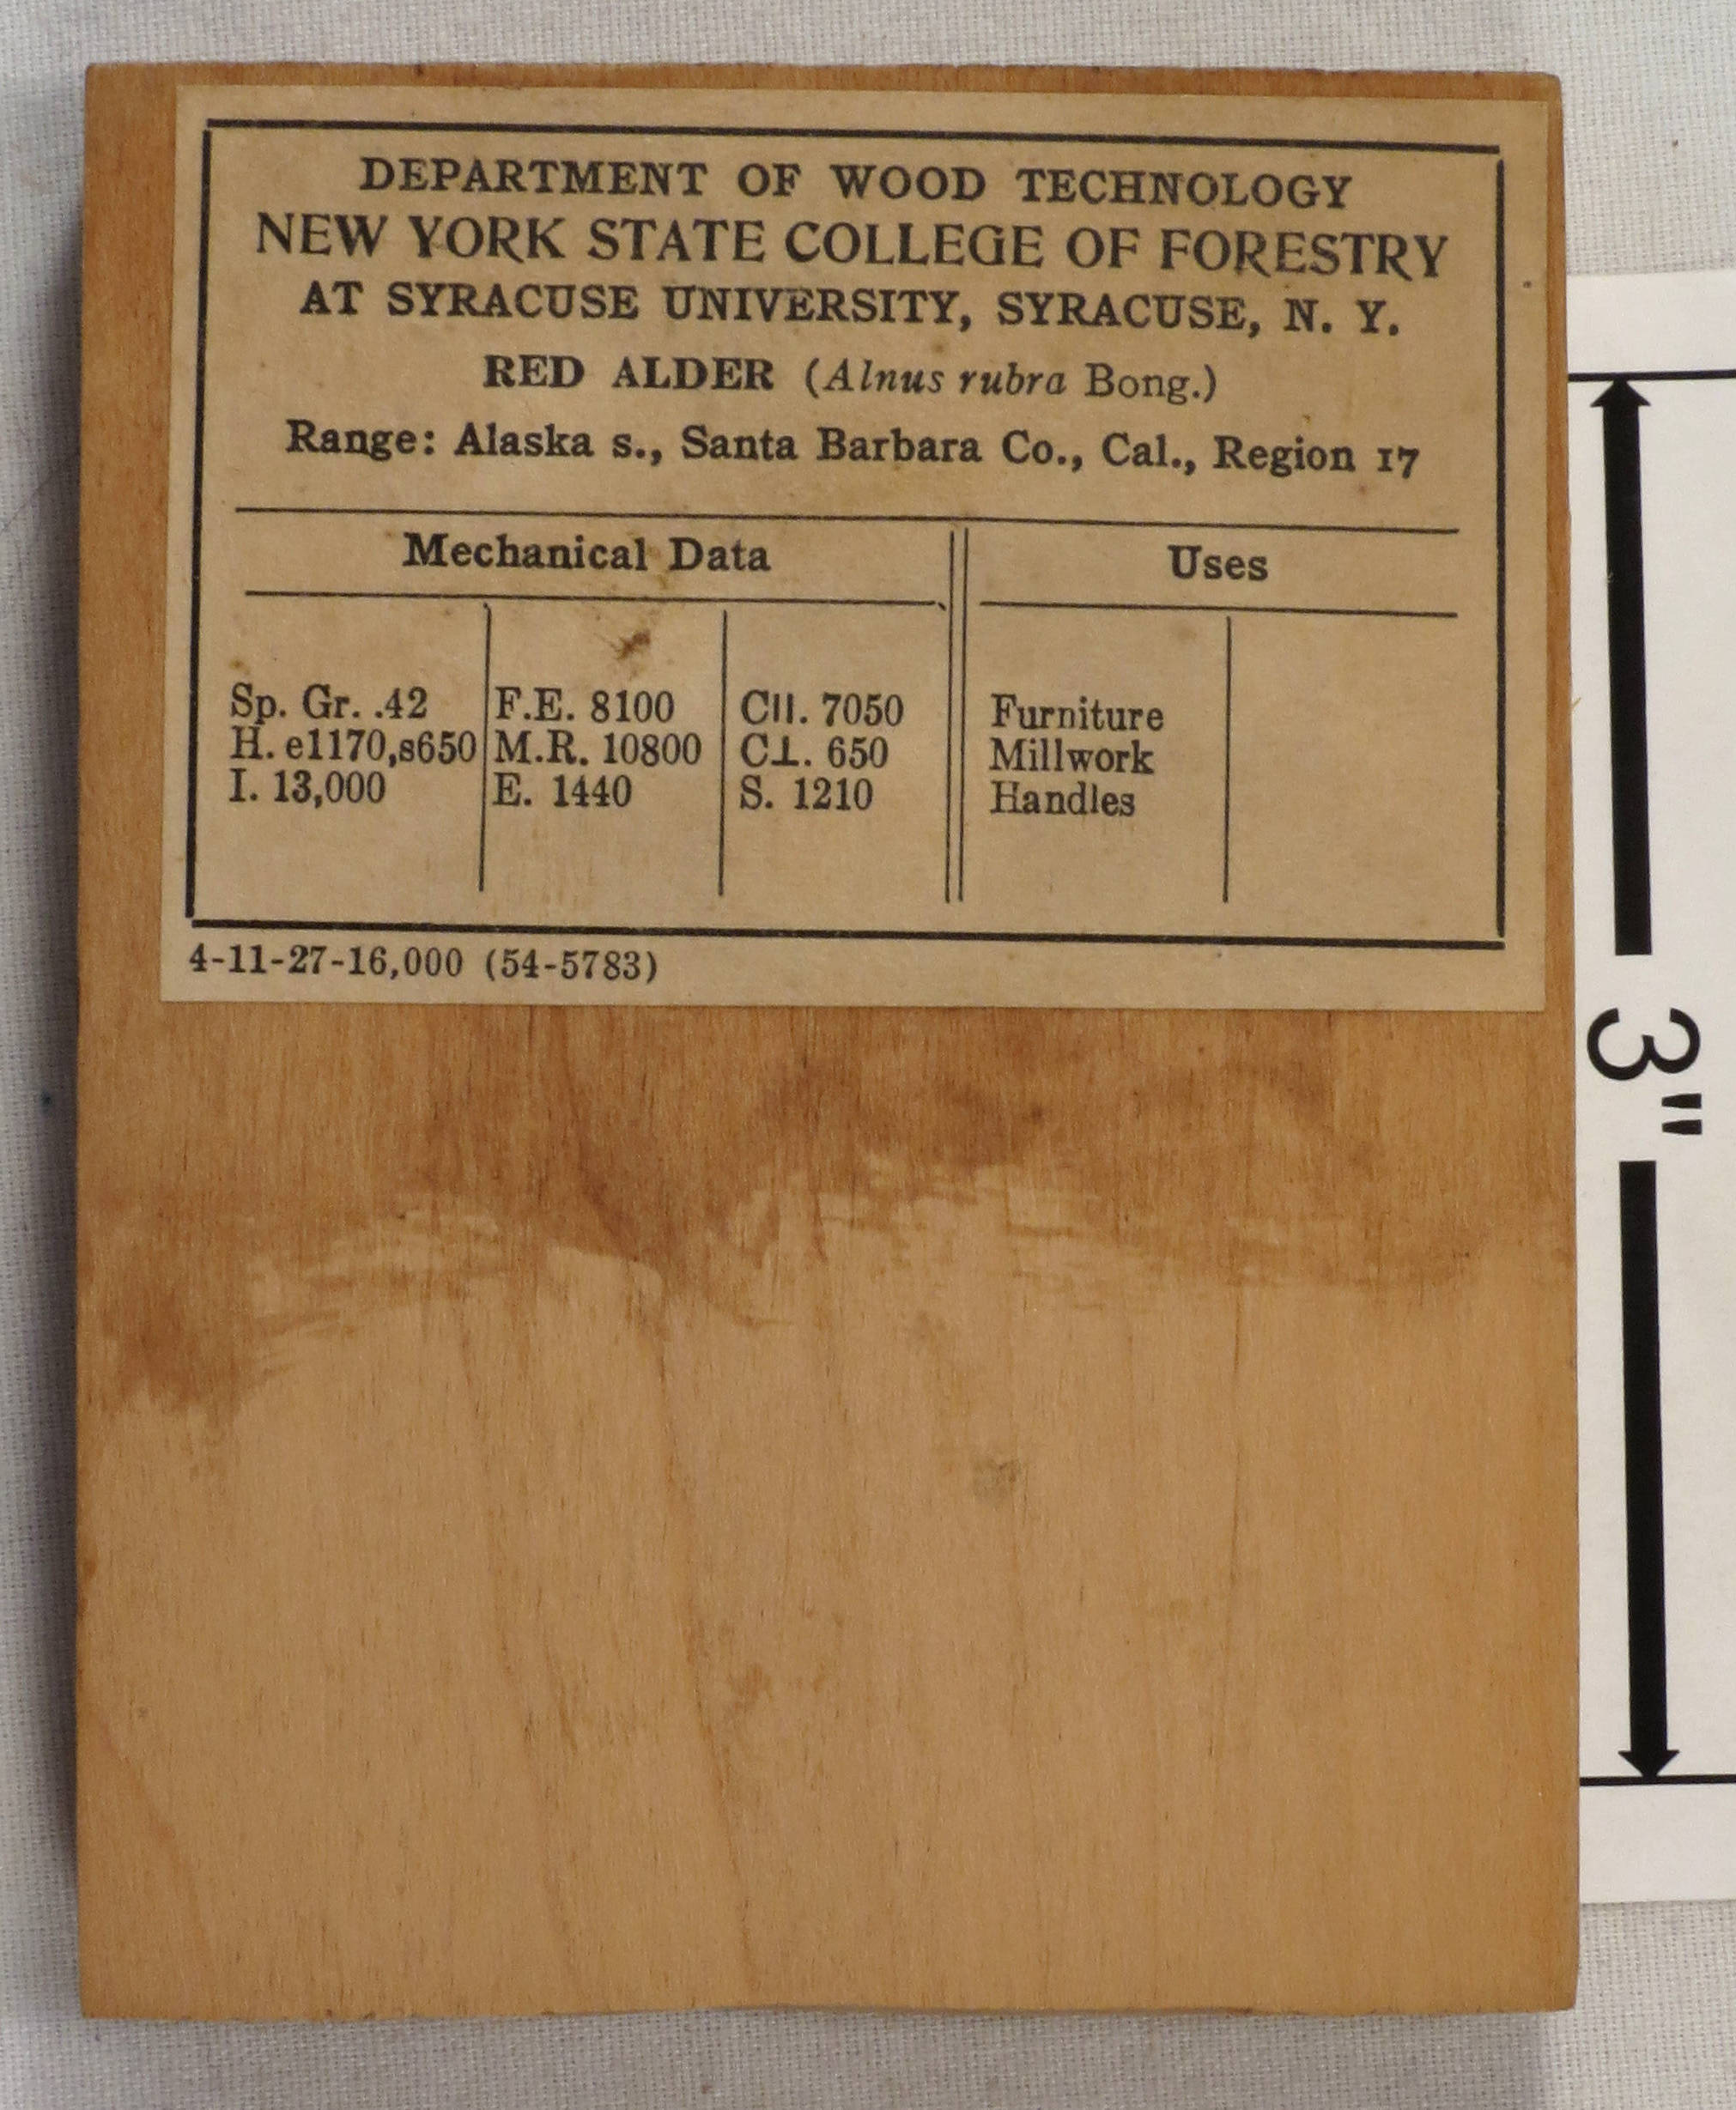 DEPARTMENT OF WOOD TECHNOLOGY
NEW YORK STATE COLLEGE OF FORESTRY
AT SYRACUSE UNIVERSITY, SYRACUSE, N. Y.
RED ALDER (Alnus rubra Bong.)
Range: Alaska s., Santa Barbara Co., Cal., Region 17
Mechanical Data Uses
Sp. Gr. .42 F.E. 8100 C||. 7050 Furniture
H. e1170,s650 M.R. 10800 C⊥. 650 Millwork
I. 13,000 E. 1440 S. 1210 Handles
4-11-27-16,000 (54-5783)
3"